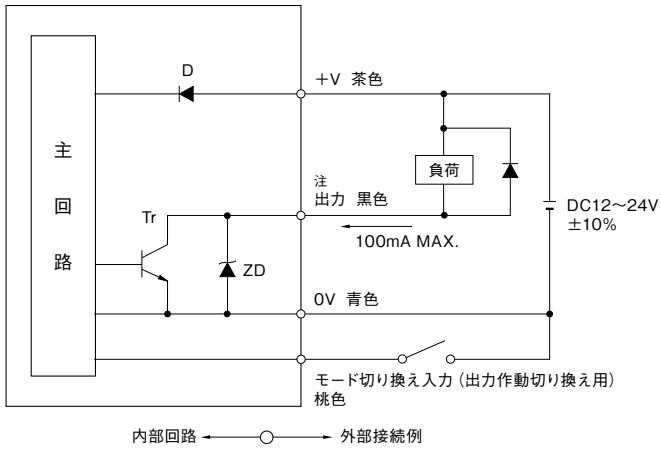 D
+V 茶色
主
回
路
負荷
注
出力 黒色
Tr
DC12～24V
±10%
100mA MAX.
ZD
0V 青色
モード切り換え入力（出力作動切り換え用）
桃色
内部回路
外部接続例